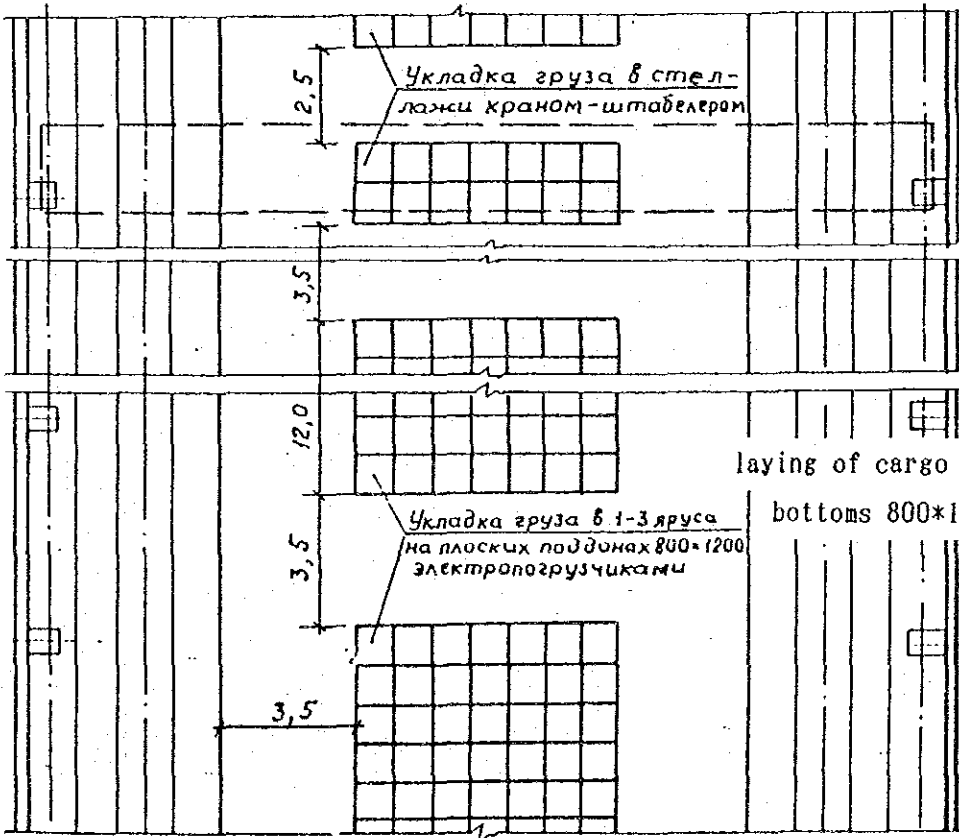 2,5
Укладка груза в стел-
лажи краном-штабелером
3,5
12,0
laying of cargo
bottoms 800*1
Укладка груза в 1-3 яруса
на плоских поддонах 800×1200
электропогрузчиками
3,5
3,5